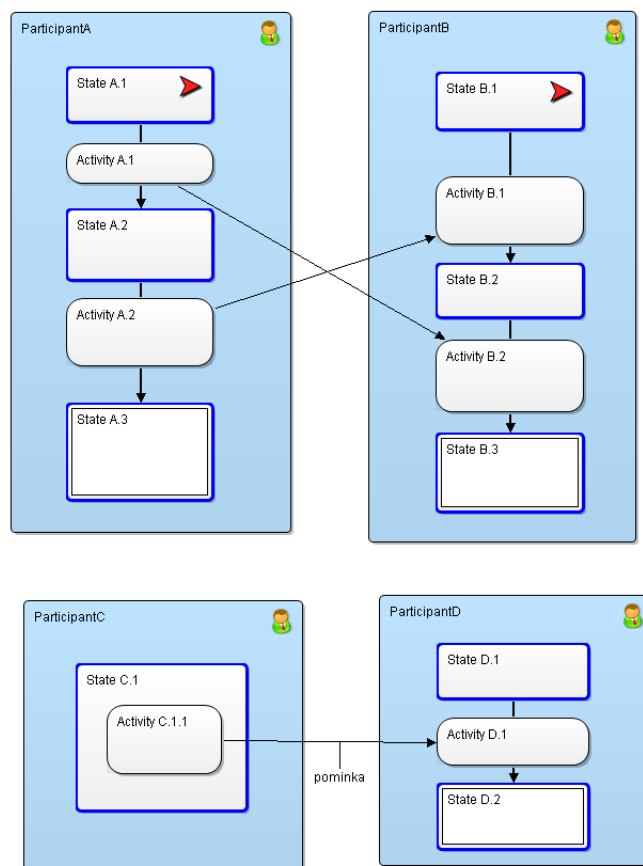 ParticipantA
State A.1
Activity A.1
State A.2
Activity A.2
State A.3
ParticipantB
State B.1
Activity B.1
State B.2
Activity B.2
State B.3
ParticipantC
State C.1
Activity C.1.1
pominka
ParticipantD
State D.1
Activity D.1
State D.2